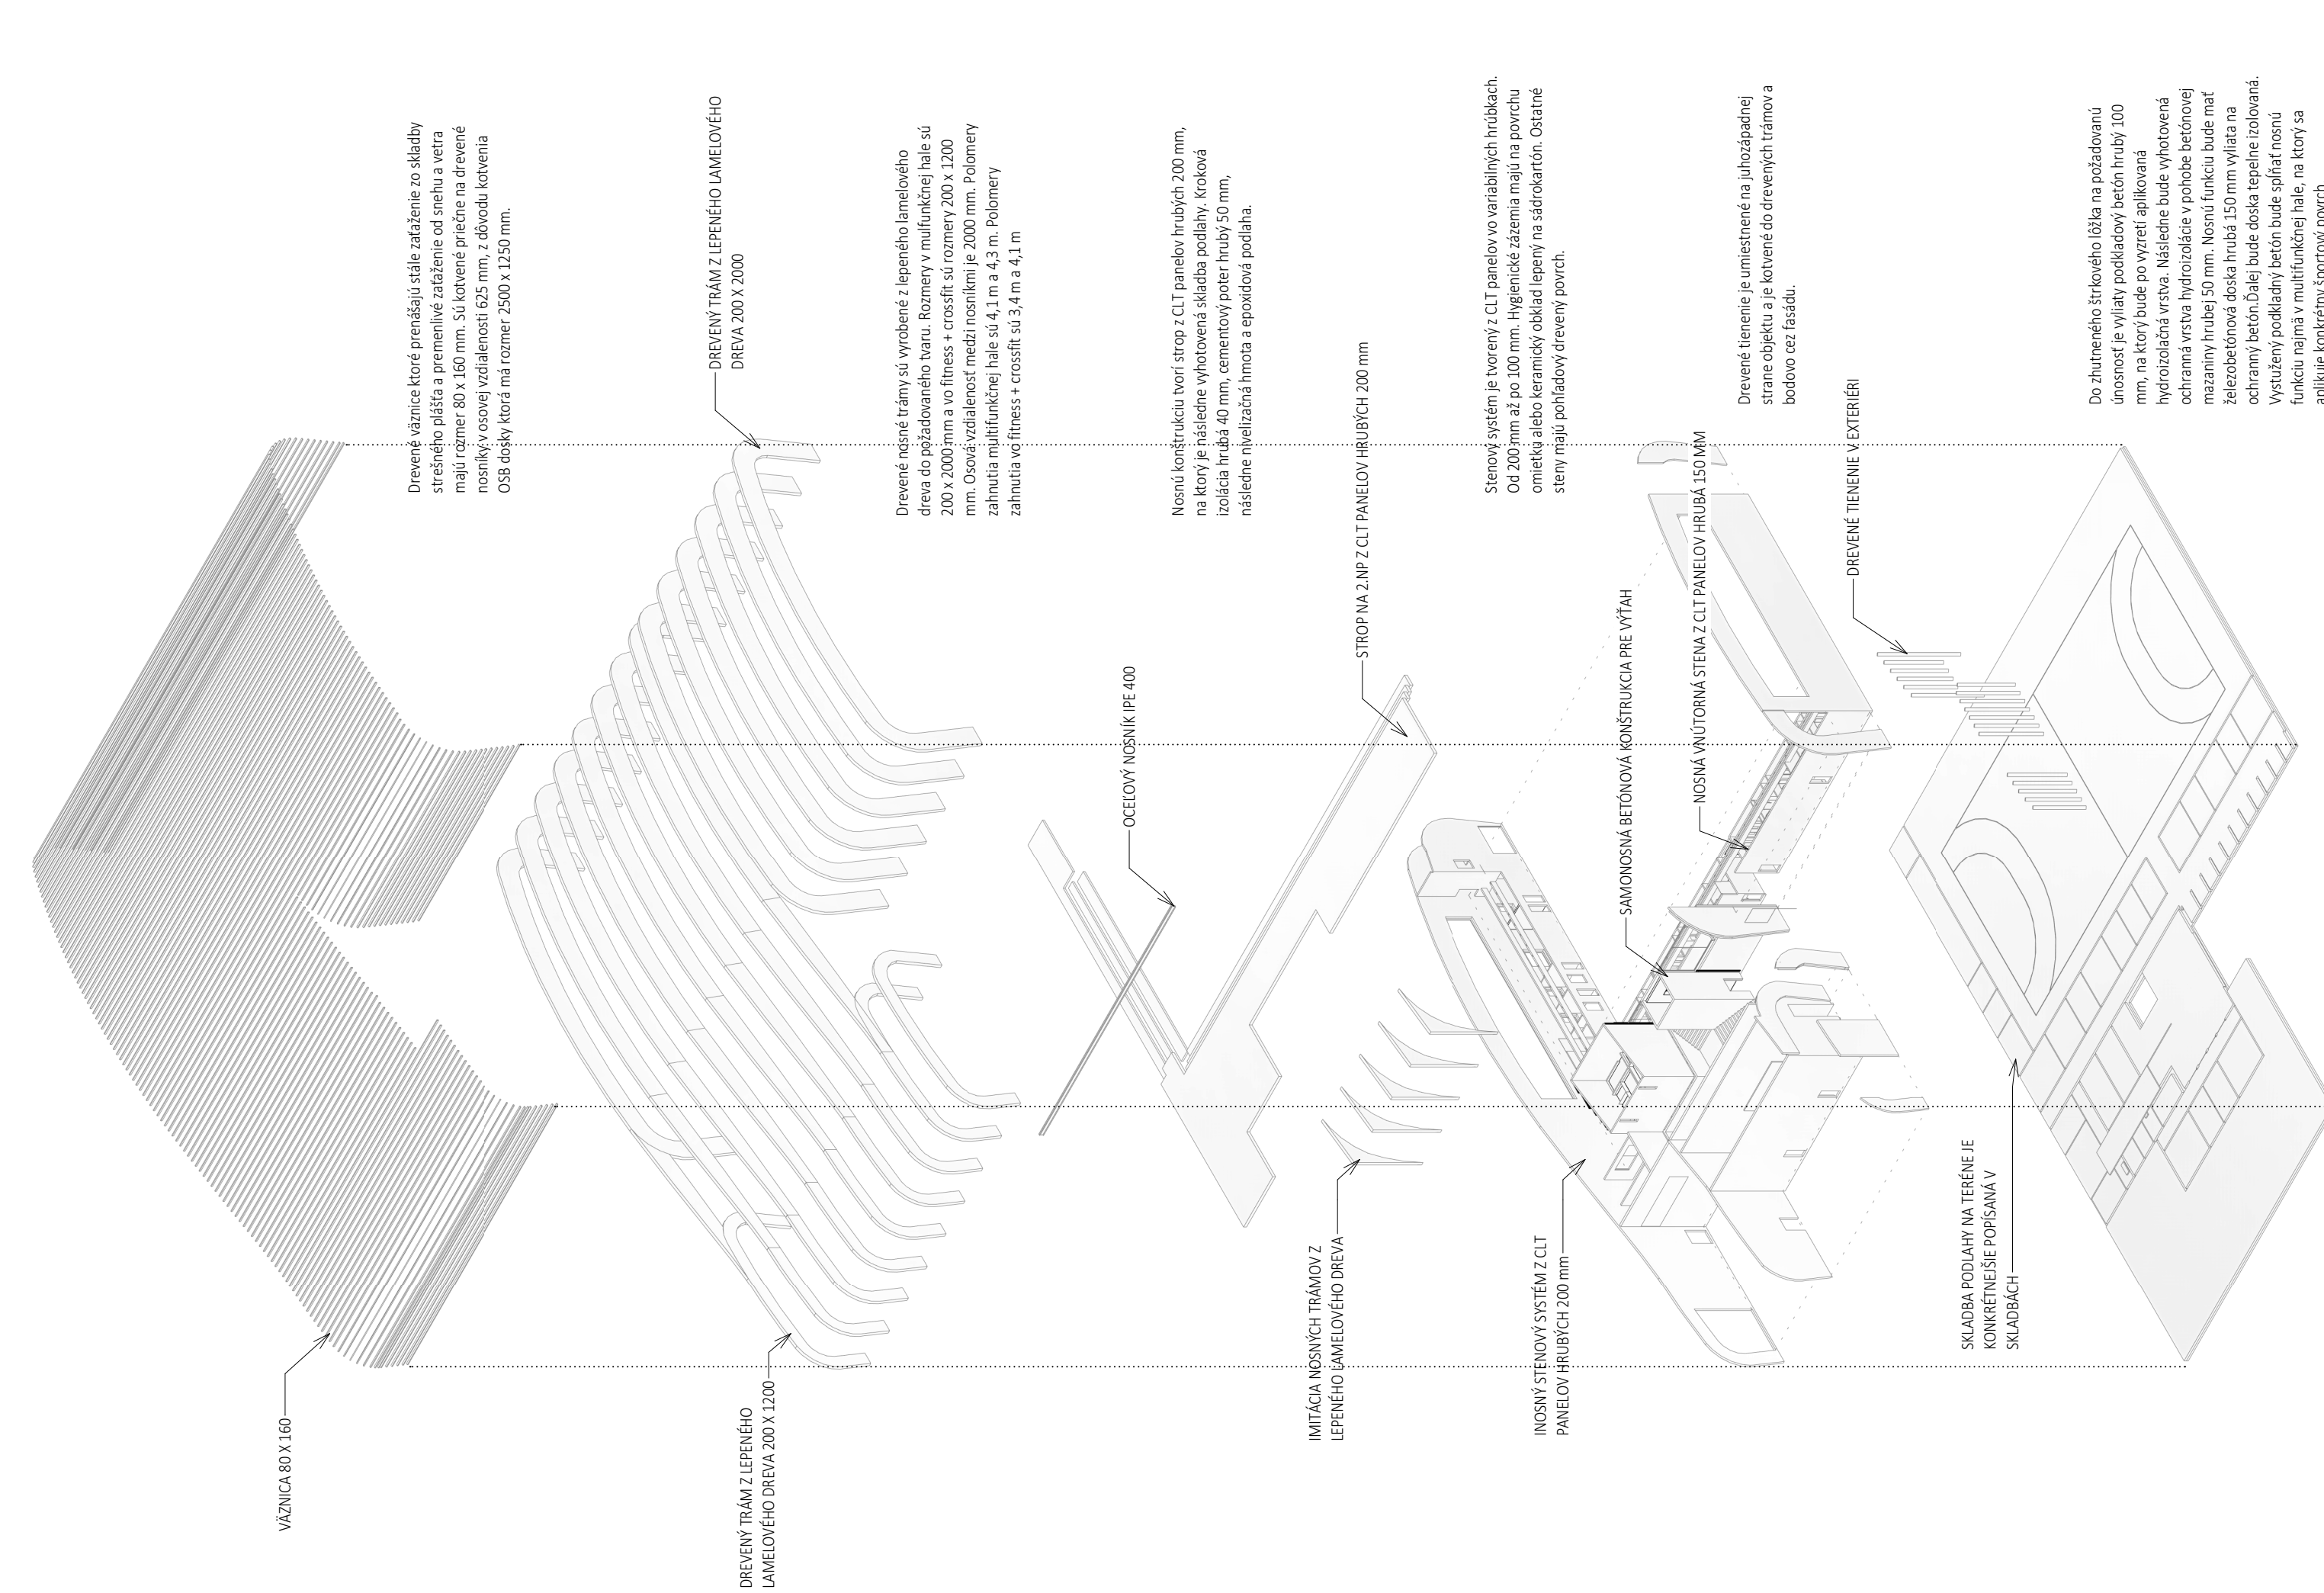 VÄZNICA 80 X 160
Drevené väznice ktoré prenášajú stále zaťaženie zo skladby
strešného plášťa a premenlivé zaťaženie od snehu a vetra
majú rozmer 80 x 160 mm. Sú kotvené priečne na drevené
nosníky v osovej vzdialenosti 625 mm, z dôvodu kotvenia
OSB dosky ktorá má rozmer 2500 x 1250 mm.
DREVENÝ TRÁM Z LEPENÉHO LAMELOVÉHO
DREVA 200 X 2000
DREVENÝ TRÁM Z LEPENÉHO
LAMELOVÉHO DREVA 200 X 1200
Drevené nosné trámy sú vyrobené z lepeného lamelového
dreva do požadovaného tvaru. Rozmery v mulfunkčnej hale sú
200 x 2000 mm a vo fitness + crossfit sú rozmery 200 x 1200
mm. Osová vzdialenosť medzi nosníkmi je 2000 mm. Polomery
zahnutia multifunkčnej hale sú 4,1 m a 4,3 m. Polomery
zahnutia vo fitness + crossfit sú 3,4 m a 4,1 m
OCEĽOVÝ NOSNÍK IPE 400
Nosnú konštrukciu tvorí strop z CLT panelov hrubých 200 mm,
na ktorý je následne vyhotovená skladba podlahy. Kroková
izolácia hrubá 40 mm, cementový poter hrubý 50 mm,
následne nivelizačná hmota a epoxidová podlaha.
STROP NA 2.NP Z CLT PANELOV HRUBÝCH 200 mm
IMITÁCIA NOSNÝCH TRÁMOV Z
LEPENÉHO LAMELOVÉHO DREVA
Stenový systém je tvorený z CLT panelov vo variabilných hrúbkach.
Od 200 mm až po 100 mm. Hygienické zázemia majú na povrchu
omietku alebo keramický obklad lepený na sádrokartón. Ostatné
steny majú pohľadový drevený povrch.
INOSNÝ STENOVÝ SYSTÉM Z CLT
PANELOV HRUBÝCH 200 mm
SAMONOSNÁ BETÓNOVÁ KONŠTRUKCIA PRE VÝŤAH
NOSNÁ VNÚTORNÁ STENA Z CLT PANELOV HRUBÁ 150 MM
Drevené tienenie je umiestnené na juhozápadnej
strane objektu a je kotvené do drevených trámov a
bodovo cez fasádu.
DREVENÉ TIENENIE V EXTERIÉRI
SKLADBA PODLAHY NA TERÉNE JE
KONKRÉTNEJŠIE POPÍSANÁ V
SKLADBÁCH
Do zhutneného štrkového lôžka na požadovanú
únosnosť je vyliaty podkladový betón hrubý 100
mm, na ktorý bude po vyzretí aplikovaná
hydroizolačná vrstva. Následne bude vyhotovená
ochranná vrstva hydroizolácie v pohobe betónovej
mazaniny hrubej 50 mm. Nosnú funkciu bude mať
železobetónová doska hrubá 150 mm vyliata na
ochranný betón.Ďalej bude doska tepelne izolovaná.
Vystužený podkladný betón bude spĺňať nosnú
funkciu najmä v multifunkčnej hale, na ktorý sa
aplikuje konkrétny športový povrch